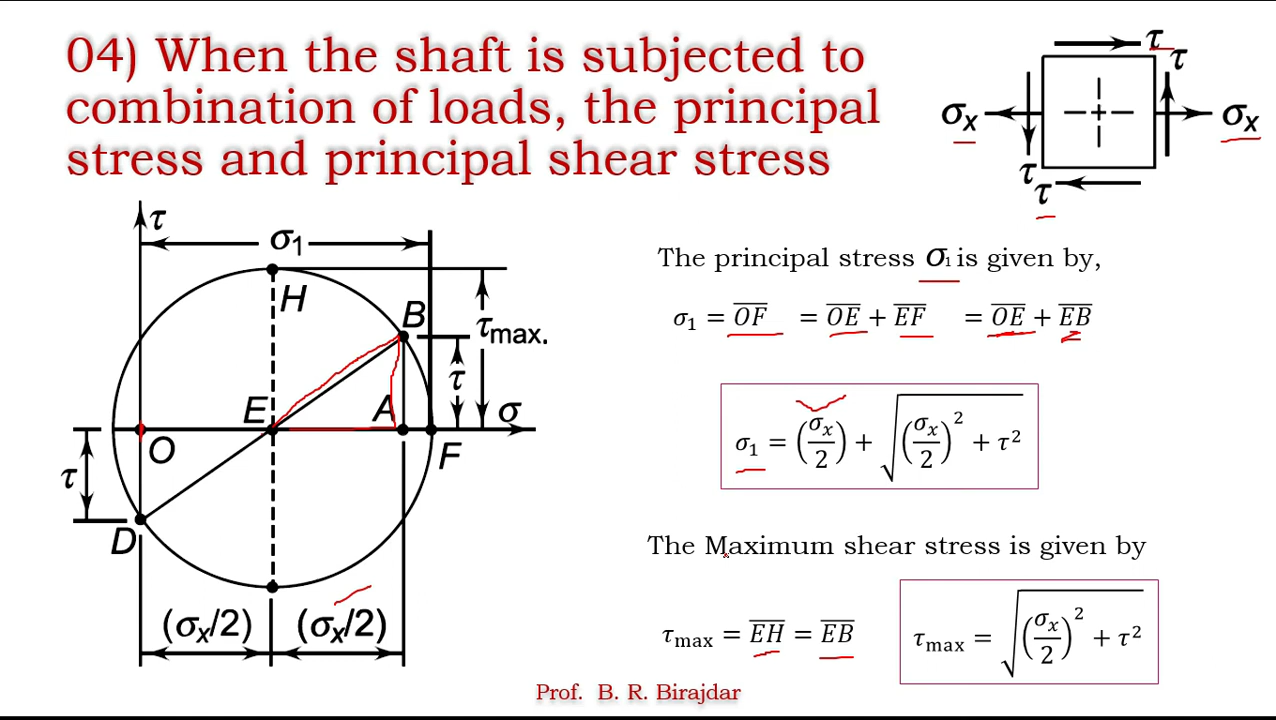 04) When the shaft is subjected to
combination of loads, the principal
stress and principal shear stress
τ
τ
σx
σx
τ
τ
τ
σ1
H
B
τmax.
τ
E
A
σ
O
F
τ
D
(σx/2)
(σx/2)
The principal stress σ1 is given by,
σ1 = OF = OE + EF = OE + EB
σ1 = (σx/2) + √((σx/2)² + τ²)
The Maximum shear stress is given by
τmax = EH = EB
τmax = √((σx/2)² + τ²)
Prof. B. R. Birajdar